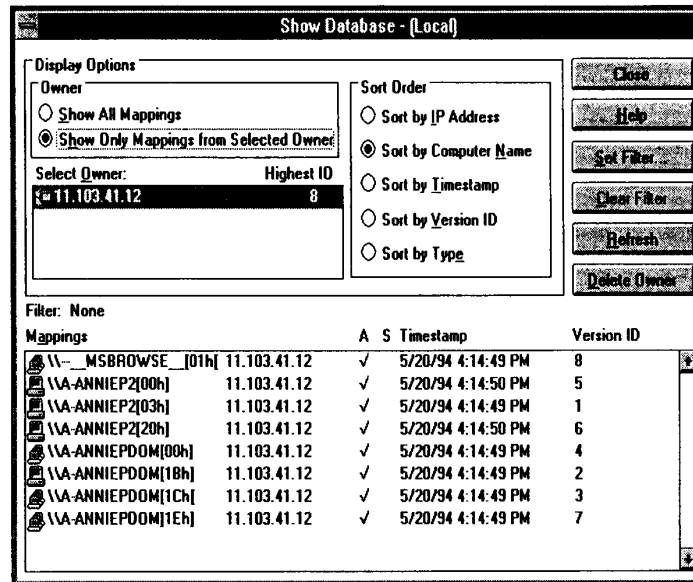 Show Database - (Local)
Display Options
Owner
Show All Mappings
Show Only Mappings from Selected Owner
Select Owner: Highest ID
11.103.41.12 8
Sort Order
Sort by IP Address
Sort by Computer Name
Sort by Timestamp
Sort by Version ID
Sort by Type
Close
Help
Set Filter...
Clear Filter
Refresh
Delete Owner
Filter: None
Mappings A S Timestamp Version ID
\\--__MSBROWSE__[01h[ 11.103.41.12 √ 5/20/94 4:14:49 PM 8
\\A-ANNIEP2[00h] 11.103.41.12 √ 5/20/94 4:14:50 PM 5
\\A-ANNIEP2[03h] 11.103.41.12 √ 5/20/94 4:14:49 PM 1
\\A-ANNIEP2[20h] 11.103.41.12 √ 5/20/94 4:14:50 PM 6
\\A-ANNIEPDOM[00h] 11.103.41.12 √ 5/20/94 4:14:49 PM 4
\\A-ANNIEPDOM[1Bh] 11.103.41.12 √ 5/20/94 4:14:49 PM 2
\\A-ANNIEPDOM[1Ch] 11.103.41.12 √ 5/20/94 4:14:49 PM 3
\\A-ANNIEPDOM[1Eh] 11.103.41.12 √ 5/20/94 4:14:49 PM 7